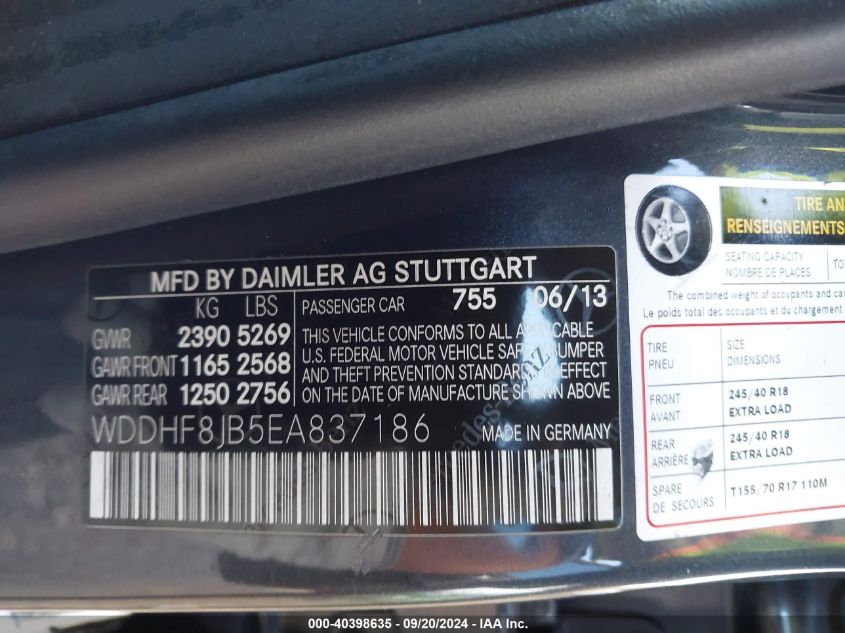 MFD BY DAIMLER AG STUTTGART
KG LBS
GVWR 2390 5269
GAWR FRONT 1165 2568
GAWR REAR 1250 2756
PASSENGER CAR 755 06/13
THIS VEHICLE CONFORMS TO ALL APPLICABLE
U.S. FEDERAL MOTOR VEHICLE SAFETY, BUMPER
AND THEFT PREVENTION STANDARDS IN EFFECT
ON THE DATE OF MANUFACTURE SHOWN ABOVE
WDDHF8JB5EA837186 MADE IN GERMANY
TIRE
RENSEIGNEMENTS
SEATING CAPACITY
NOMBRE DE PLACES
The combined weight of occupants and
Le poids total des occupants et du chargement
TIRE SIZE
PNEU DIMENSIONS
FRONT 245/40 R18
AVANT EXTRA LOAD
REAR 245/40 R18
ARRIÈRE EXTRA LOAD
SPARE T155/70 R17 110M
DE SECOURS
000-40398635 - 09/20/2024 - IAA Inc.